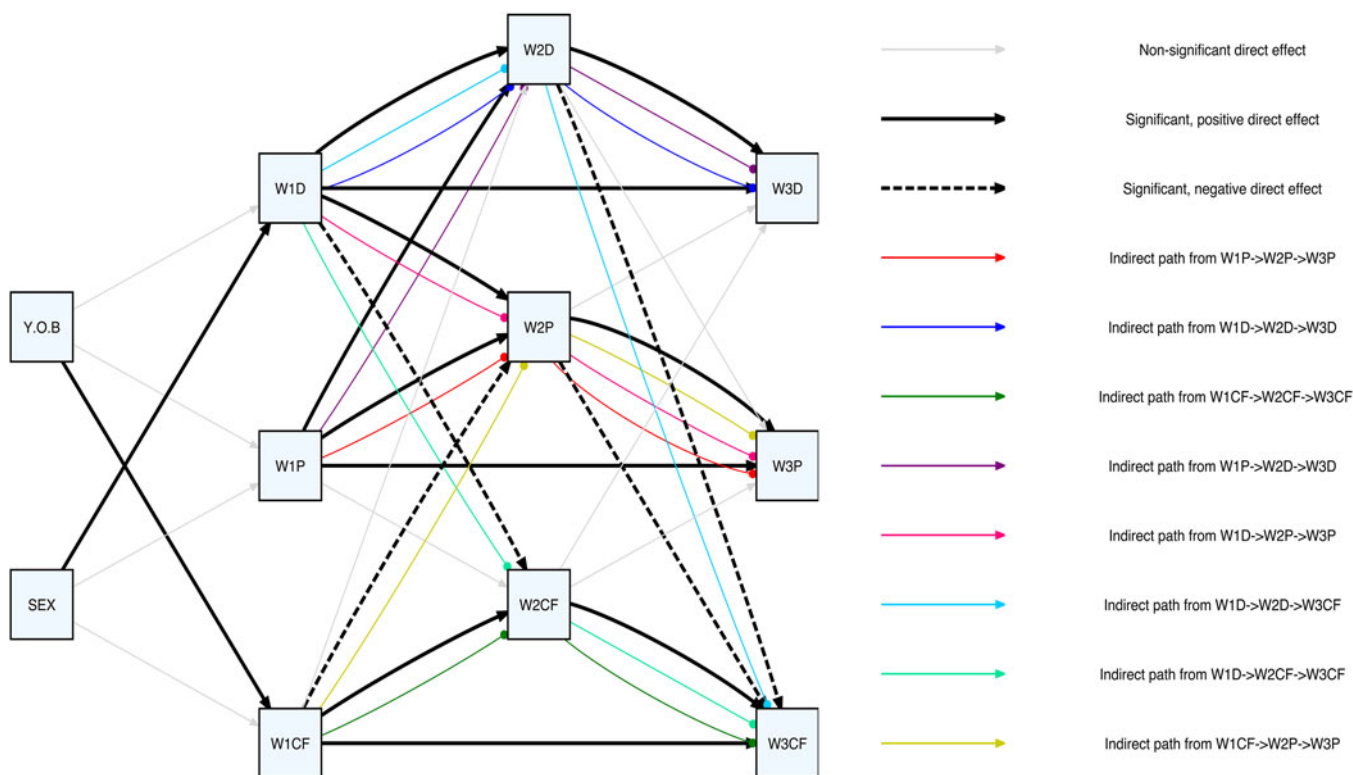 W2D
W1D
W3D
Y.O.B
W2P
W1P
W3P
SEX
W2CF
W1CF
W3CF
Non-significant direct effect
Significant, positive direct effect
Significant, negative direct effect
Indirect path from W1P->W2P->W3P
Indirect path from W1D->W2D->W3D
Indirect path from W1CF->W2CF->W3CF
Indirect path from W1P->W2D->W3D
Indirect path from W1D->W2P->W3P
Indirect path from W1D->W2D->W3CF
Indirect path from W1D->W2CF->W3CF
Indirect path from W1CF->W2P->W3P